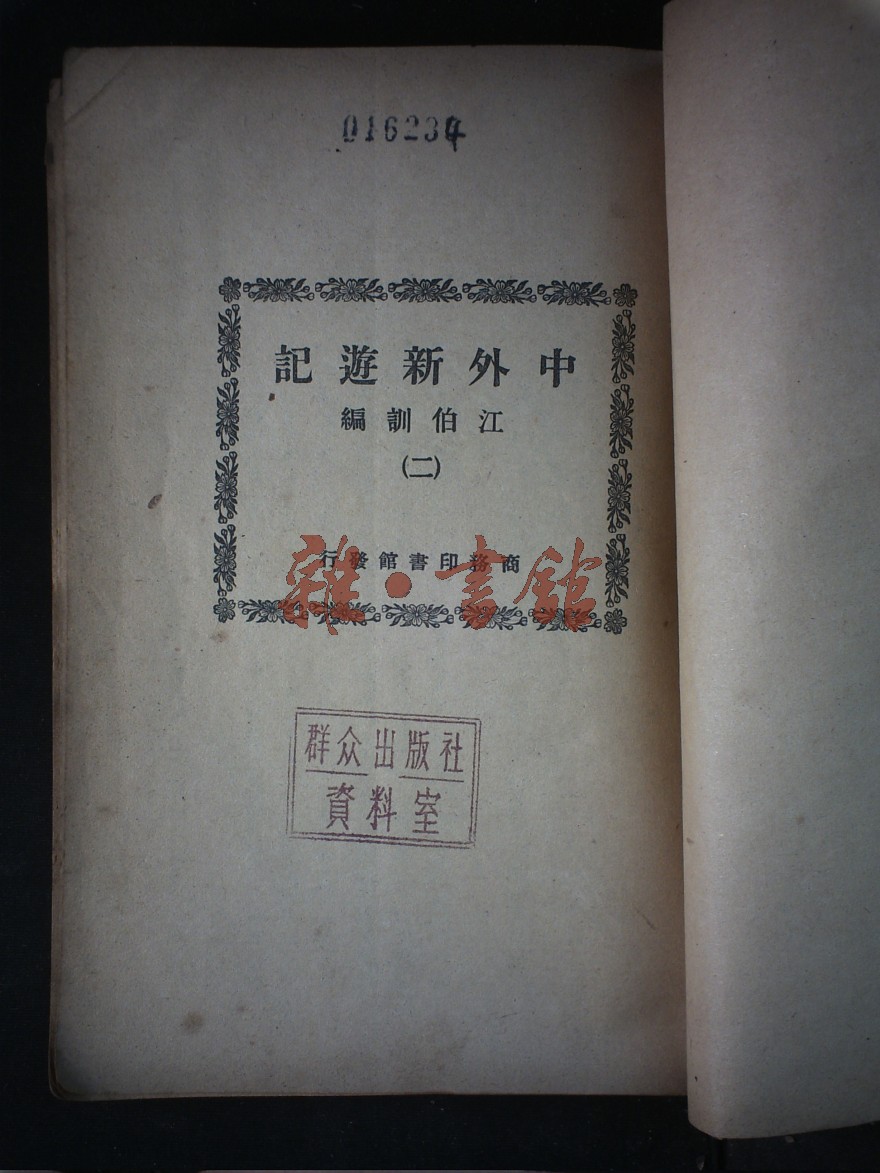 016234
中外新遊記
江伯訓編
(二)
商務印書館發行
雜·書館
群众出版社
資料室